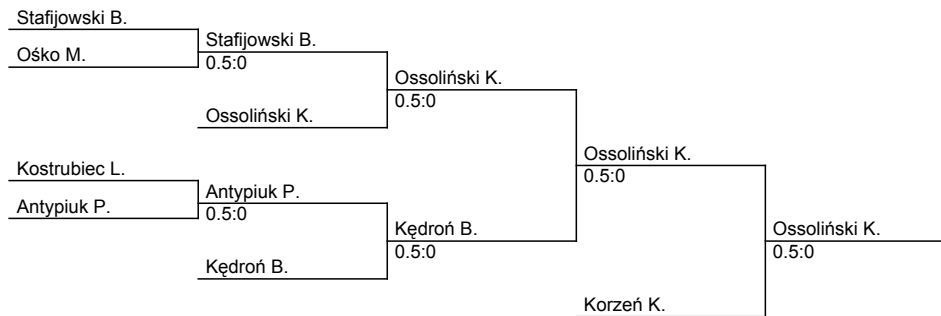 Stafijowski B.
Ośko M.
Stafijowski B.
0.5:0
Ossoliński K.
Ossoliński K.
0.5:0
Kostrubiec L.
Antypiuk P.
Antypiuk P.
0.5:0
Kędroń B.
Kędroń B.
0.5:0
Ossoliński K.
0.5:0
Korzeń K.
Ossoliński K.
0.5:0